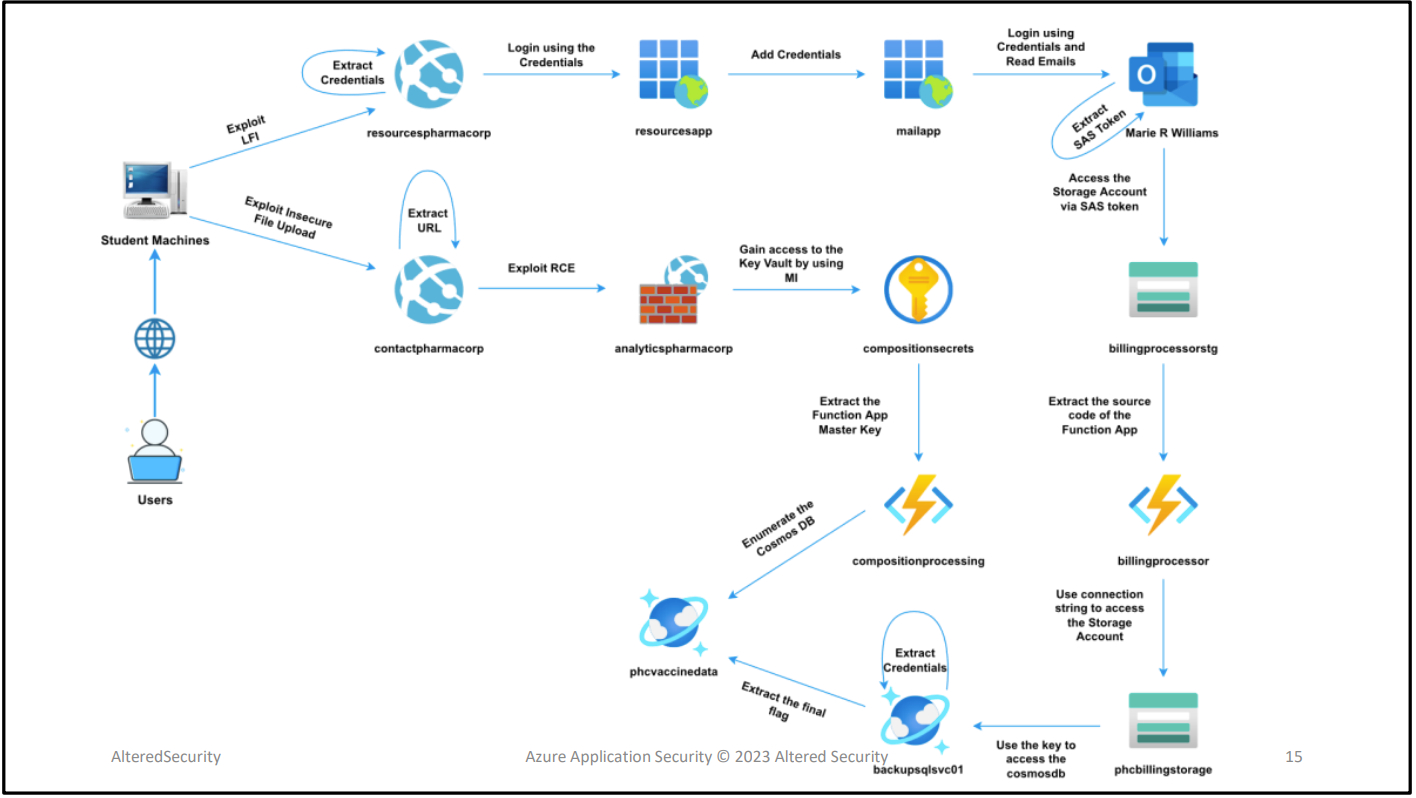 Extract
Credentials
Login using the
Credentials
Add Credentials
Login using
Credentials and
Read Emails
Exploit
LFI
resourcespharmacorp
resourcesapp
mailapp
Extract
SAS Token
Marie R Williams
Student Machines
Exploit Insecure
File Upload
Extract
URL
Access the
Storage Account
via SAS token
Exploit RCE
Gain access to the
Key Vault by using
MI
contactpharmacorp
analyticspharmacorp
compositionsecrets
billingprocessorstg
Extract the
Function App
Master Key
Extract the source
code of the
Function App
Users
Enumerate the
Cosmos DB
compositionprocessing
billingprocessor
Use connection
string to access
the Storage
Account
phcvaccinedata
Extract
Credentials
Extract the final
flag
backupsqlsvc01
Use the key to
access the
cosmosdb
phcbillingstorage
AlteredSecurity
Azure Application Security © 2023 Altered Security
15